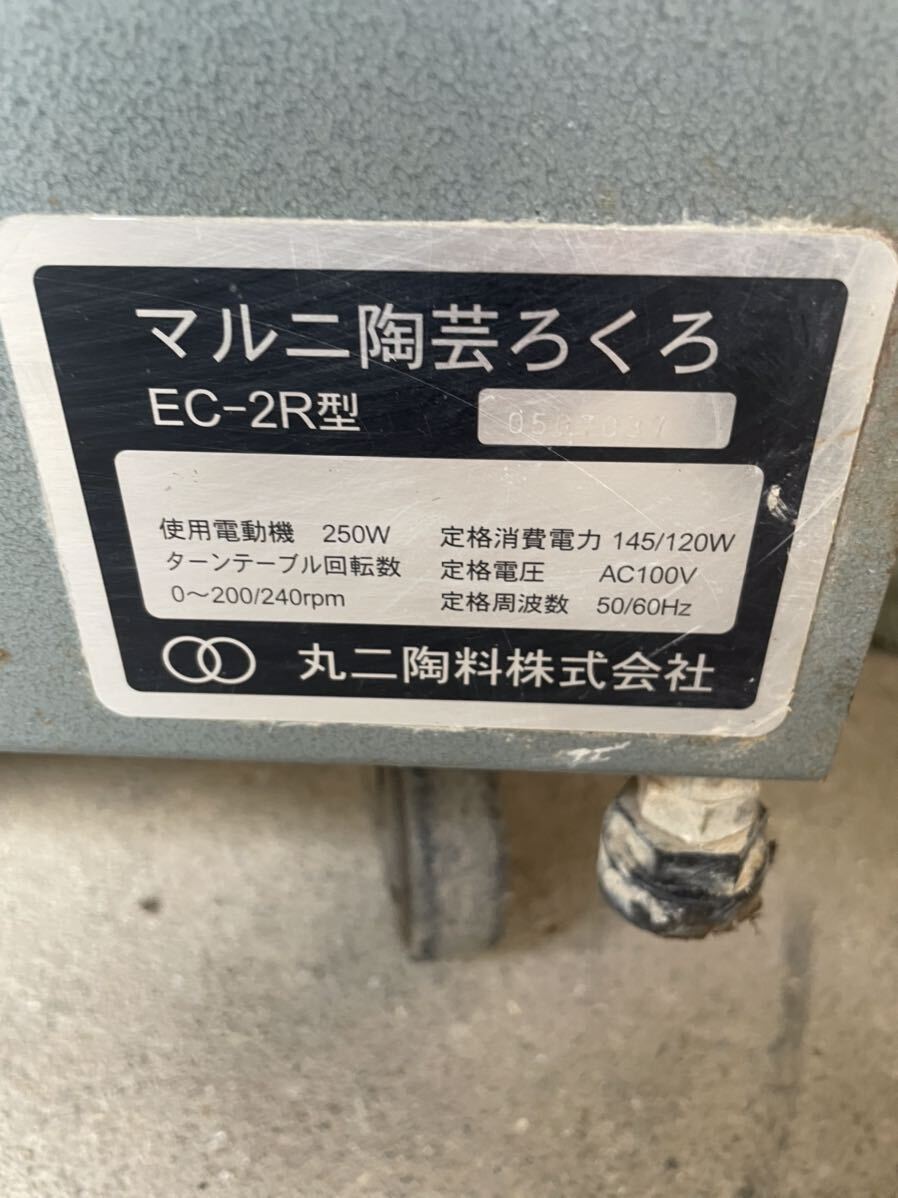 マルニ陶芸ろくろ
EC-2R型
使用電動機 250W
ターンテーブル回転数
0〜200/240rpm
定格消費電力 145/120W
定格電圧 AC100V
定格周波数 50/60Hz
丸二陶料株式会社